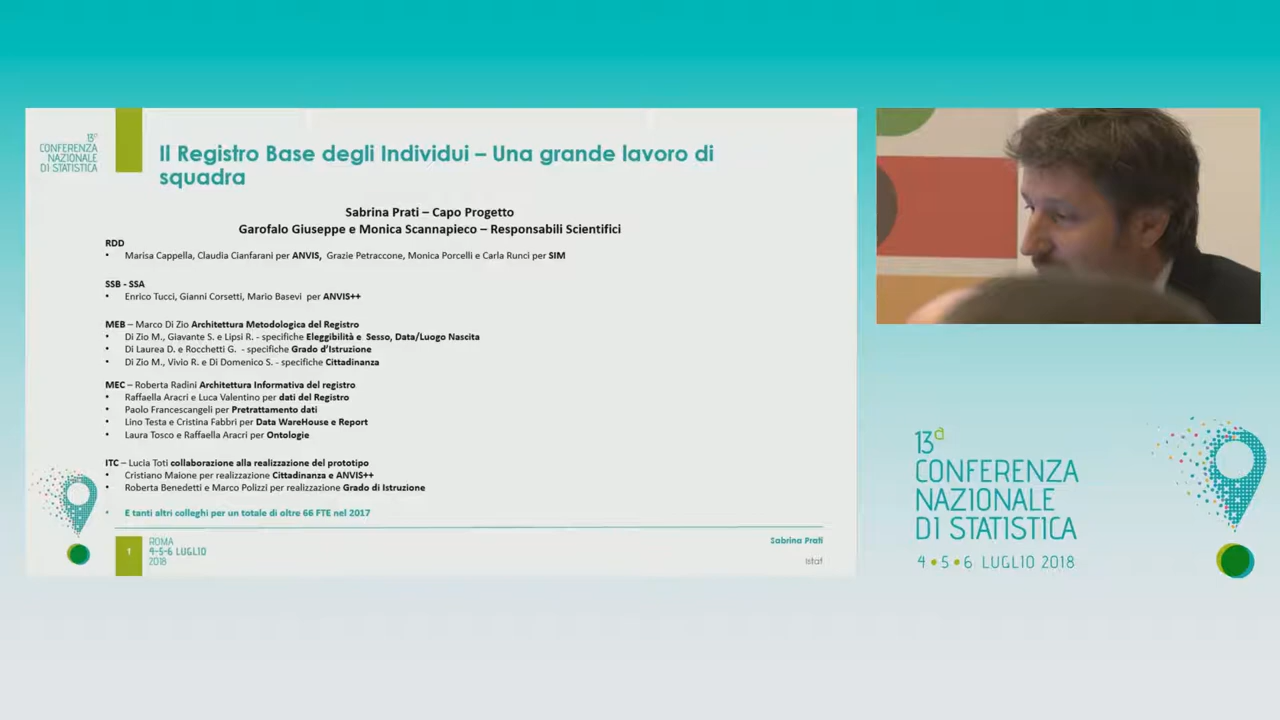 13ª
CONFERENZA
NAZIONALE
DI STATISTICA
Il Registro Base degli Individui – Una grande lavoro di
squadra
Sabrina Prati – Capo Progetto
Garofalo Giuseppe e Monica Scannapieco – Responsabili Scientifici
RDD
• Marisa Cappella, Claudia Cianfarani per ANVIS, Grazie Petraccone, Monica Porcelli e Carla Runci per SIM
SSB - SSA
• Enrico Tucci, Gianni Corsetti, Mario Basevi per ANVIS++
MEB – Marco Di Zio Architettura Metodologica del Registro
• Di Zio M., Giavante S. e Lipsi R. - specifiche Eleggibilità e Sesso, Data/Luogo Nascita
• Di Laurea D. e Rocchetti G. - specifiche Grado d'Istruzione
• Di Zio M., Vivio R. e Di Domenico S. - specifiche Cittadinanza
MEC – Roberta Radini Architettura Informativa del registro
• Raffaella Aracri e Luca Valentino per dati del Registro
• Paolo Francescangeli per Pretrattamento dati
• Lino Testa e Cristina Fabbri per Data WareHouse e Report
• Laura Tosco e Raffaella Aracri per Ontologie
ITC – Lucia Toti collaborazione alla realizzazione del prototipo
• Cristiano Maione per realizzazione Cittadinanza e ANVIS++
• Roberta Benedetti e Marco Polizzi per realizzazione Grado di Istruzione
• E tanti altri colleghi per un totale di oltre 66 FTE nel 2017
1
ROMA
4-5-6 LUGLIO
2018
Sabrina Prati
Istat
13ª
CONFERENZA
NAZIONALE
DI STATISTICA
4•5•6 LUGLIO 2018